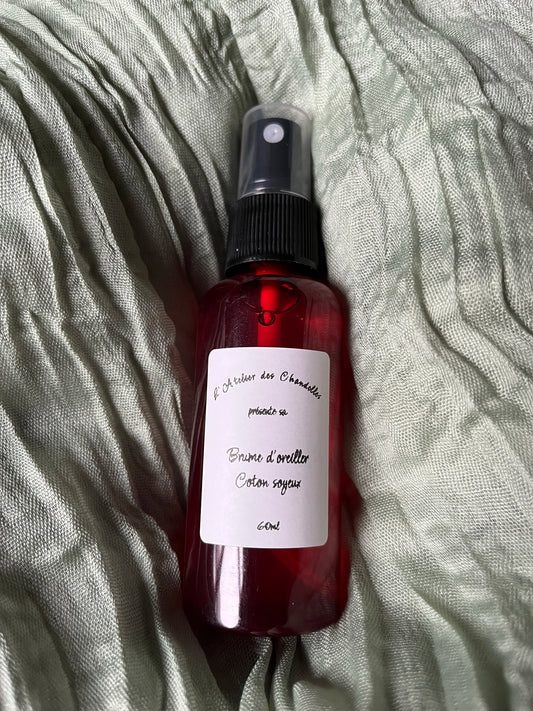 L'Atelier des Chandelles
présente sa
Brume d'oreiller
Coton soyeux
60ml